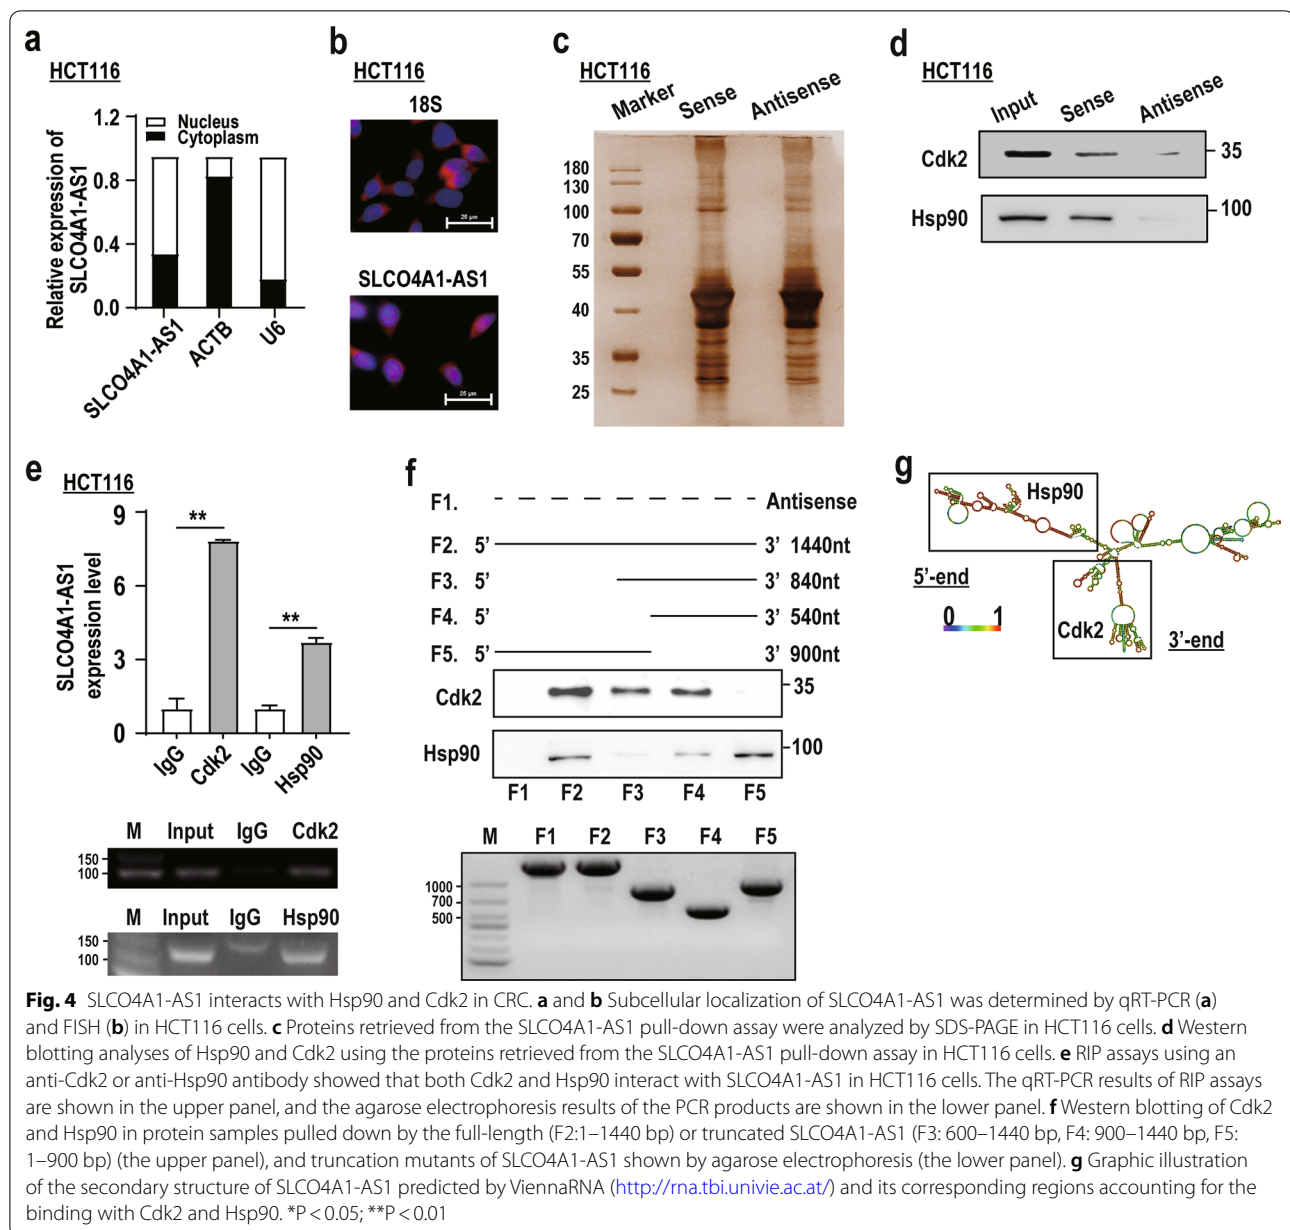 a
HCT116
Relative expression of
SLCO4A1-AS1
1.2
0.8
0.4
0.0
Nucleus
Cytoplasm
SLCO4A1-AS1
ACTB
U6
b
HCT116
18S
25 µm
SLCO4A1-AS1
25 µm
c
HCT116
Marker
Sense
Antisense
180
130
100
70
55
40
35
25
d
HCT116
Input
Sense
Antisense
Cdk2
35
Hsp90
100
e
HCT116
SLCO4A1-AS1
expression level
9
6
3
0
**
**
IgG
Cdk2
IgG
Hsp90
M Input IgG Cdk2
150
100
M Input IgG Hsp90
150
100
f
F1. Antisense
F2. 5’ 3’ 1440nt
F3. 5’ 3’ 840nt
F4. 5’ 3’ 540nt
F5. 5’ 3’ 900nt
Cdk2
35
Hsp90
100
F1 F2 F3 F4 F5
M F1 F2 F3 F4 F5
1000
700
500
g
Hsp90
5’-end
0 1
Cdk2
3’-end
Fig. 4 SLCO4A1-AS1 interacts with Hsp90 and Cdk2 in CRC. a and b Subcellular localization of SLCO4A1-AS1 was determined by qRT-PCR (a)
and FISH (b) in HCT116 cells. c Proteins retrieved from the SLCO4A1-AS1 pull-down assay were analyzed by SDS-PAGE in HCT116 cells. d Western
blotting analyses of Hsp90 and Cdk2 using the proteins retrieved from the SLCO4A1-AS1 pull-down assay in HCT116 cells. e RIP assays using an
anti-Cdk2 or anti-Hsp90 antibody showed that both Cdk2 and Hsp90 interact with SLCO4A1-AS1 in HCT116 cells. The qRT-PCR results of RIP assays
are shown in the upper panel, and the agarose electrophoresis results of the PCR products are shown in the lower panel. f Western blotting of Cdk2
and Hsp90 in protein samples pulled down by the full-length (F2:1–1440 bp) or truncated SLCO4A1-AS1 (F3: 600–1440 bp, F4: 900–1440 bp, F5:
1–900 bp) (the upper panel), and truncation mutants of SLCO4A1-AS1 shown by agarose electrophoresis (the lower panel). g Graphic illustration
of the secondary structure of SLCO4A1-AS1 predicted by ViennaRNA (http://rna.tbi.univie.ac.at/) and its corresponding regions accounting for the
binding with Cdk2 and Hsp90. *P < 0.05; **P < 0.01